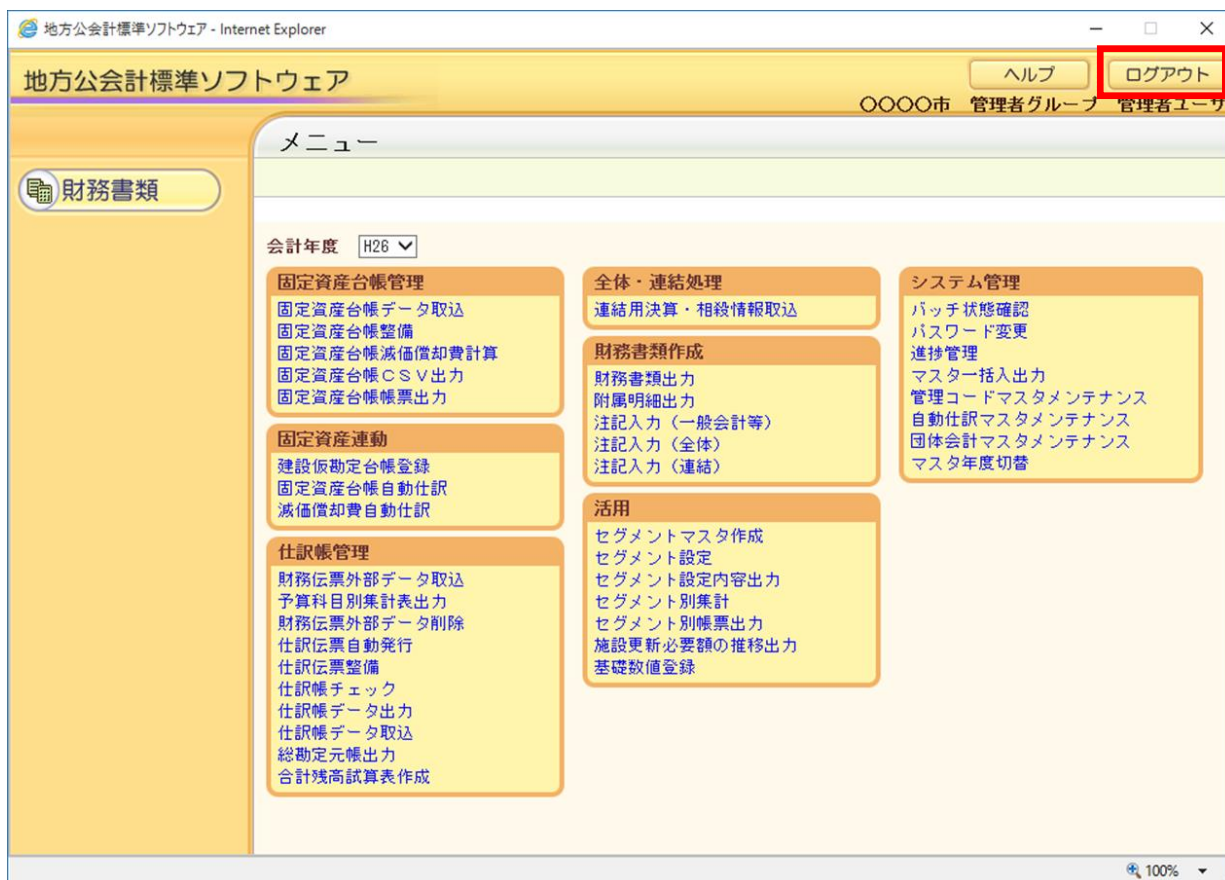 地方公会計標準ソフトウェア - Internet Explorer
地方公会計標準ソフトウェア
ヘルプ
ログアウト
〇〇〇〇市 管理者グループ 管理者ユーザ
メニュー
財務書類
会計年度 H26
固定資産台帳管理
固定資産台帳データ取込
固定資産台帳整備
固定資産台帳減価償却費計算
固定資産台帳ＣＳＶ出力
固定資産台帳帳票出力
固定資産連動
建設仮勘定台帳登録
固定資産台帳自動仕訳
減価償却費自動仕訳
仕訳帳管理
財務伝票外部データ取込
予算科目別集計表出力
財務伝票外部データ削除
仕訳伝票自動発行
仕訳伝票整備
仕訳帳チェック
仕訳帳データ出力
仕訳帳データ取込
総勘定元帳出力
合計残高試算表作成
全体・連結処理
連結用決算・相殺情報取込
財務書類作成
財務書類出力
附属明細出力
注記入力（一般会計等）
注記入力（全体）
注記入力（連結）
活用
セグメントマスタ作成
セグメント設定
セグメント設定内容出力
セグメント別集計
セグメント別帳票出力
施設更新必要額の推移出力
基礎数値登録
システム管理
バッチ状態確認
パスワード変更
進捗管理
マスター括入出力
管理コードマスタメンテナンス
自動仕訳マスタメンテナンス
団体会計マスタメンテナンス
マスタ年度切替
100%